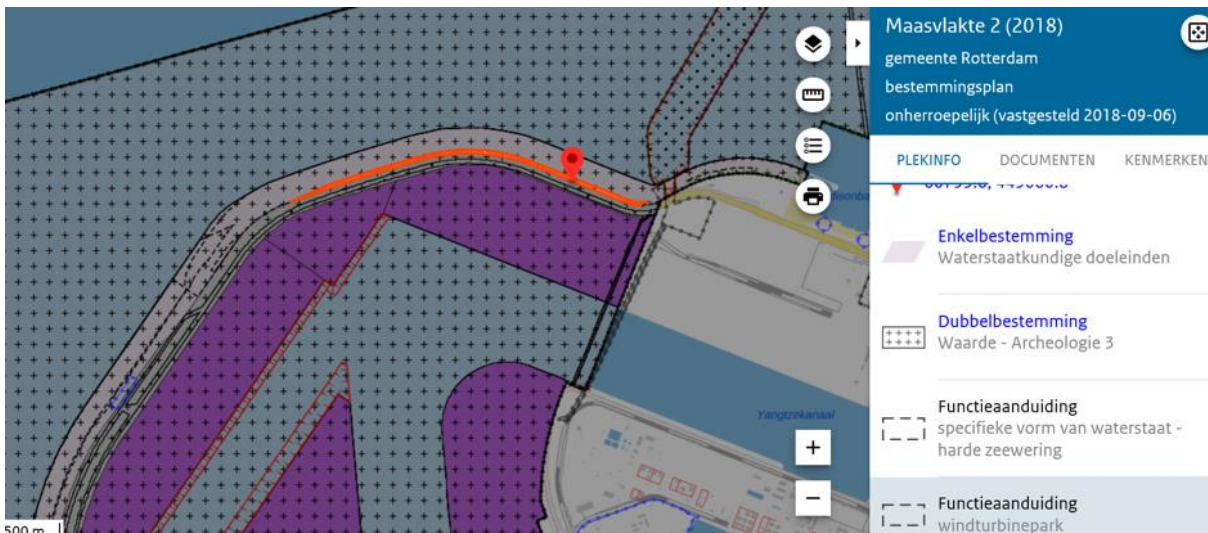 Maasvlakte 2 (2018)
gemeente Rotterdam
bestemmingsplan
onherroepelijk (vastgesteld 2018-09-06)
PLEKINFO DOCUMENTEN KENMERKEN
Enkelbestemming
Waterstaatkundige doeleinden
Dubbelbestemming
Waarde - Archeologie 3
Functieaanduiding
specifieke vorm van waterstaat -
harde zeewering
Functieaanduiding
windturbinepark
Yangtzekanaal
500 m